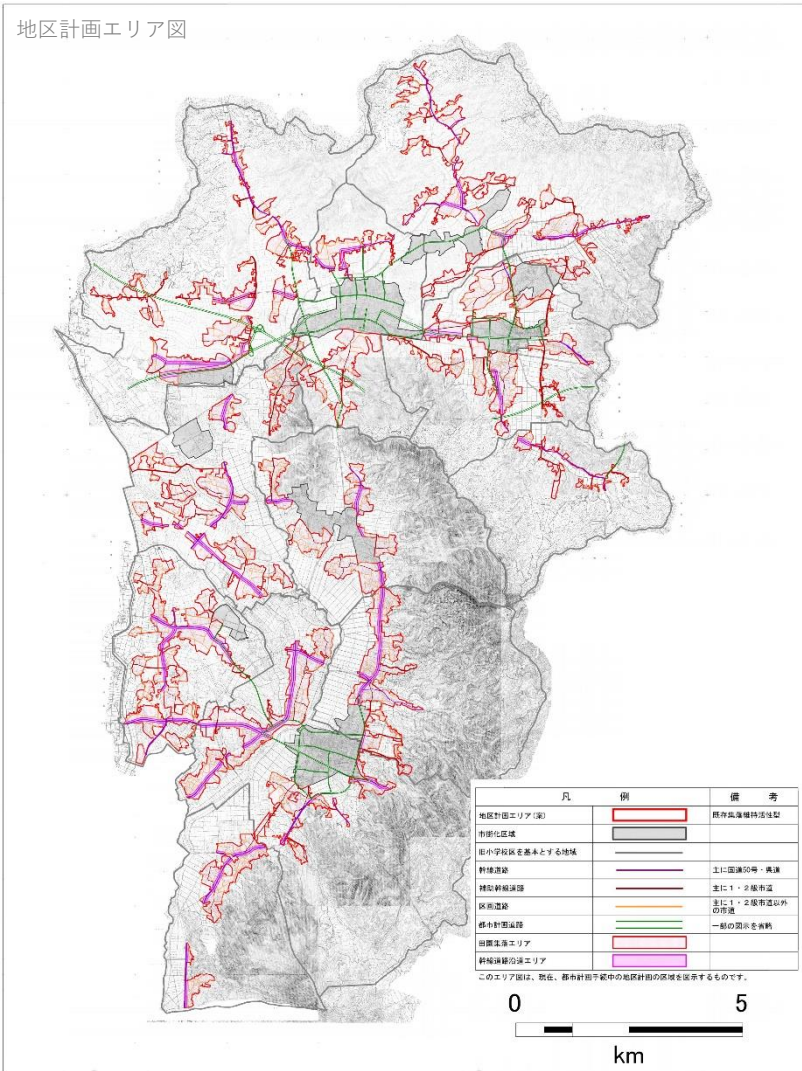 地区計画エリア図
凡 例 備 考
地区計画エリア(案) 既存集落維持活性型
市街化区域
旧小学校区を基本とする地域
幹線道路 主に国道50号・県道
補助幹線道路 主に1・2級市道
区画道路 主に1・2級市道以外
の市道
都市計画道路 一部の図示を省略
田園集落エリア
幹線道路沿道エリア
このエリア図は、現在、都市計画手続中の地区計画の区域を図示するものです。
0 5
km